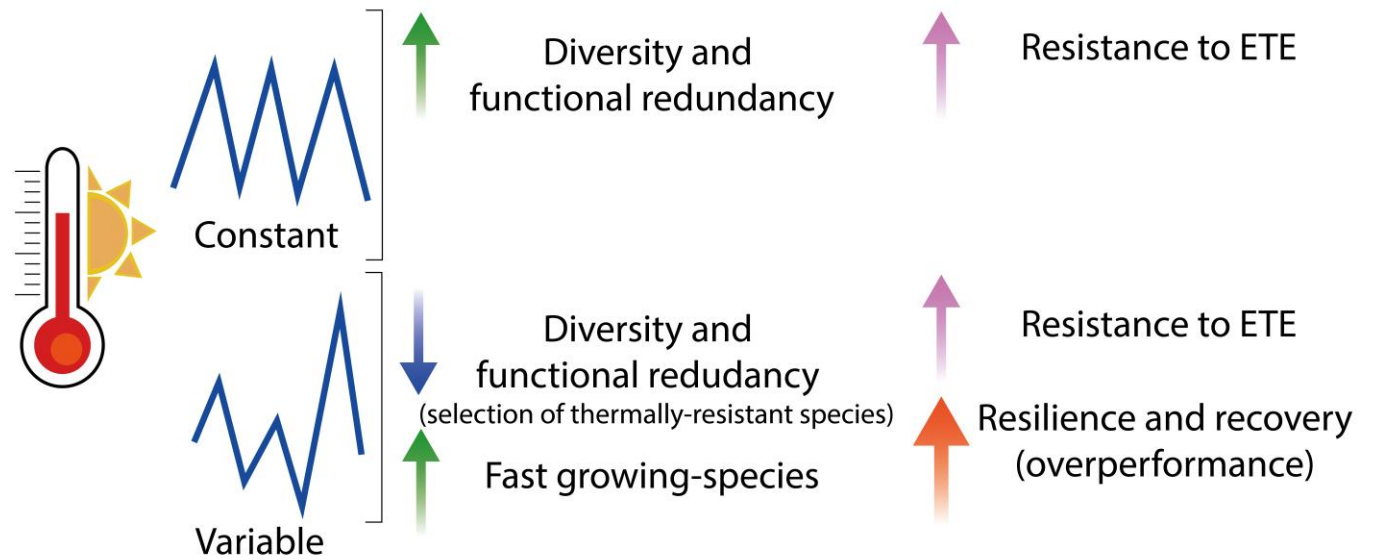 Diversity and
functional redundancy
Resistance to ETE
Constant
Diversity and
functional redudancy
(selection of thermally-resistant species)
Fast growing-species
Resistance to ETE
Resilience and recovery
(overperformance)
Variable